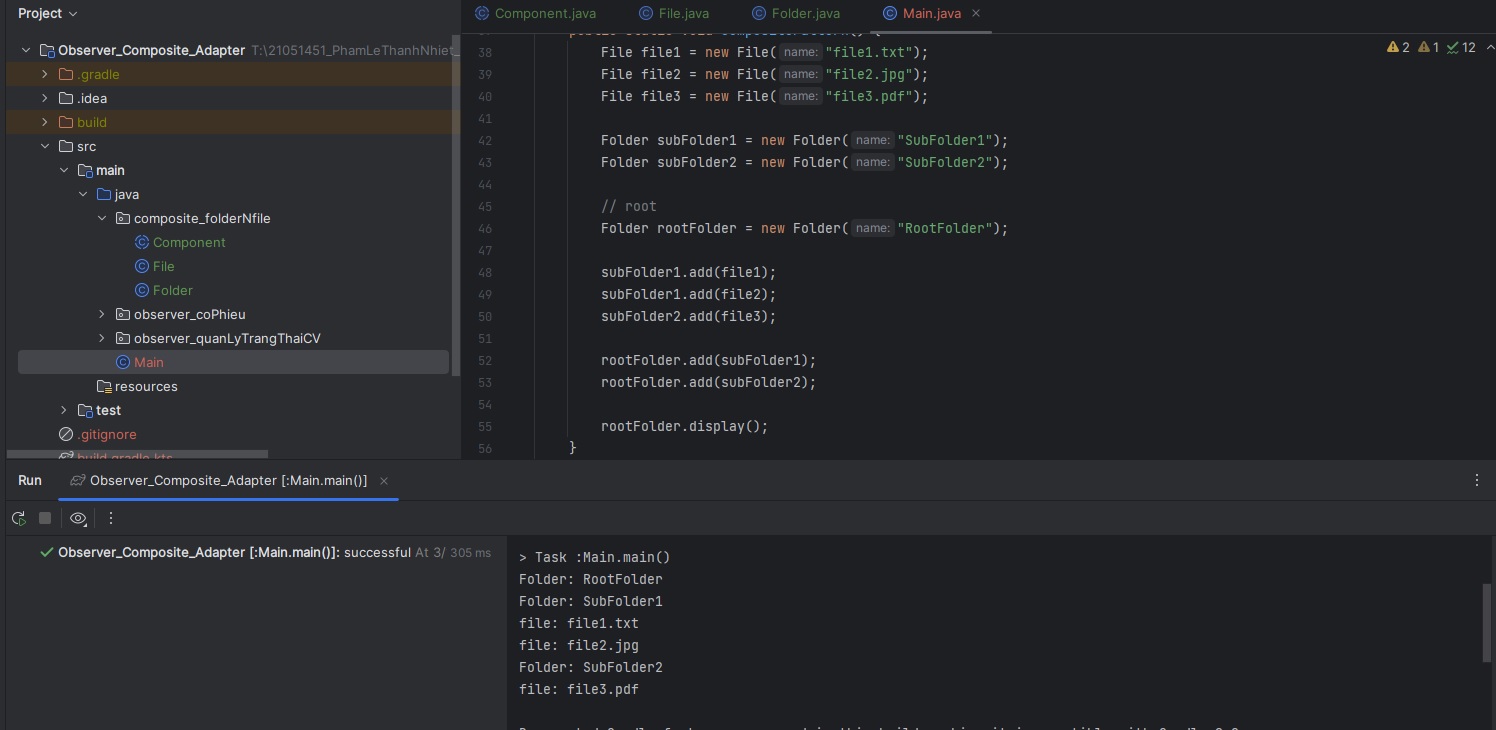 Project
Component.java File.java Folder.java Main.java
Observer_Composite_Adapter T:\21051451_PhamLeThanhNhiet_
.gradle
.idea
build
src
main
java
composite_folderNfile
Component
File
Folder
observer_coPhieu
observer_quanLyTrangThaiCV
Main
resources
test
.gitignore
build.gradle.kts
2 1 12
38 File file1 = new File( name: "file1.txt");
39 File file2 = new File( name: "file2.jpg");
40 File file3 = new File( name: "file3.pdf");
41
42 Folder subFolder1 = new Folder( name: "SubFolder1");
43 Folder subFolder2 = new Folder( name: "SubFolder2");
44
45 // root
46 Folder rootFolder = new Folder( name: "RootFolder");
47
48 subFolder1.add(file1);
49 subFolder1.add(file2);
50 subFolder2.add(file3);
51
52 rootFolder.add(subFolder1);
53 rootFolder.add(subFolder2);
54
55 rootFolder.display();
56 }
Run Observer_Composite_Adapter [:Main.main()]
Observer_Composite_Adapter [:Main.main()]: successful At 3/ 305 ms
> Task :Main.main()
Folder: RootFolder
Folder: SubFolder1
file: file1.txt
file: file2.jpg
Folder: SubFolder2
file: file3.pdf